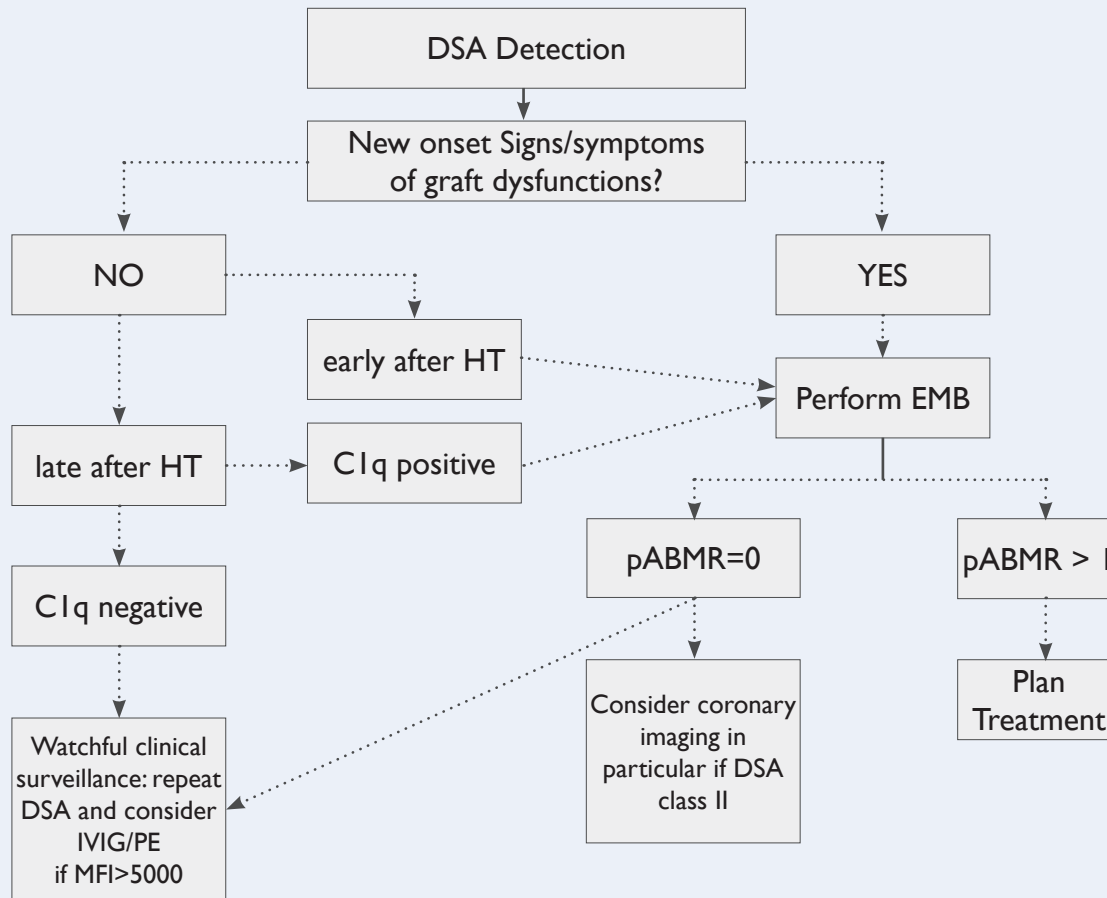 DSA Detection
New onset Signs/symptoms
of graft dysfunctions?
NO
YES
early after HT
Perform EMB
late after HT
C1q positive
pABMR=0
pABMR > 1
C1q negative
Consider coronary
imaging in
particular if DSA
class II
Plan
Treatment
Watchful clinical
surveillance: repeat
DSA and consider
IVIG/PE
if MFI>5000